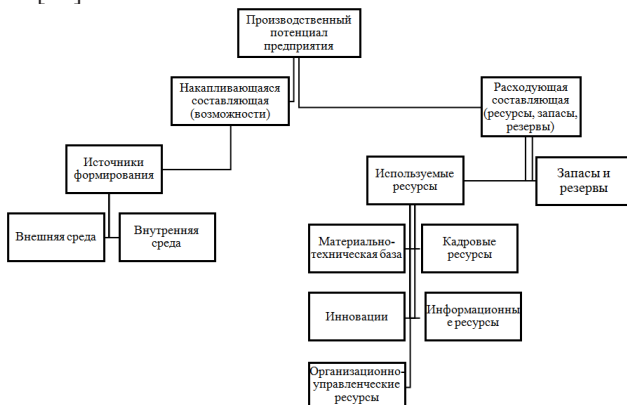 Производственный
потенциал
предприятия
Накапливающаяся
составляющая
(возможности)
Расходующая
составляющая
(ресурсы, запасы,
резервы)
Источники
формирования
Используемые
ресурсы
Запасы и
резервы
Внешняя среда
Внутренняя
среда
Материально-
техническая база
Кадровые
ресурсы
Инновации
Информационны
е ресурсы
Организационно-
управленческие
ресурсы